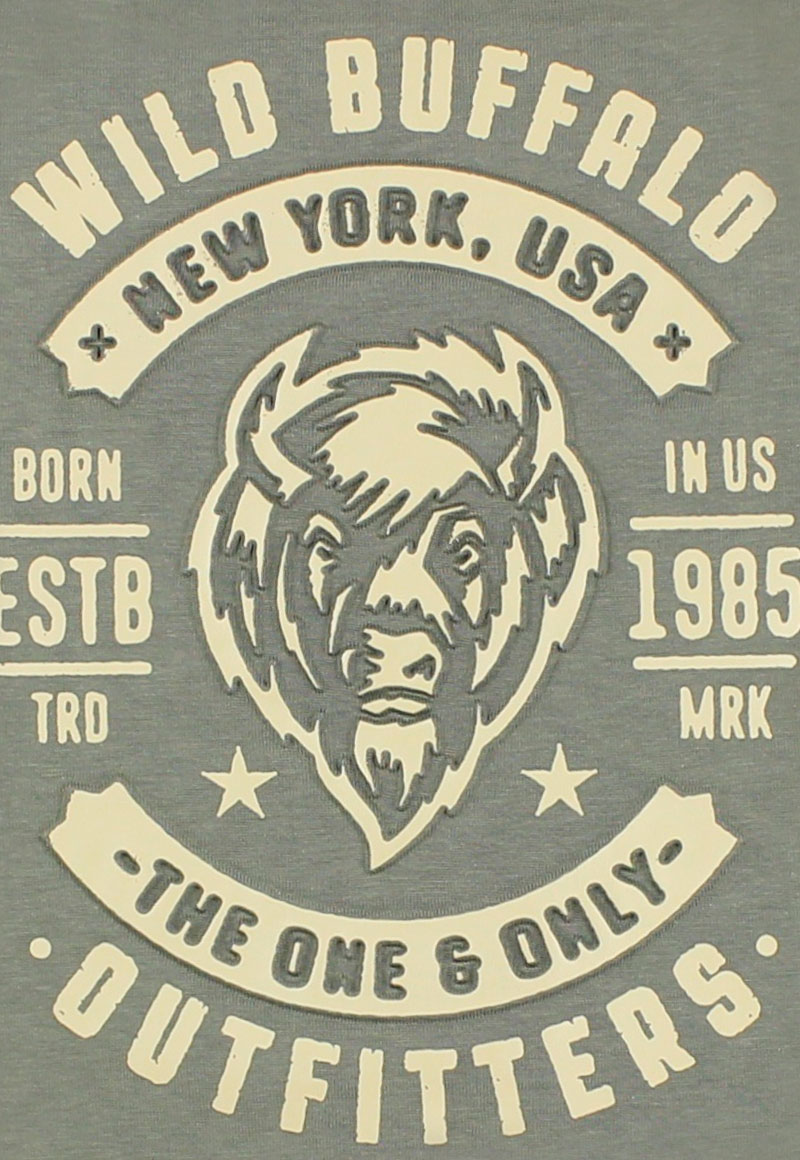 WILD BUFFALO
+ NEW YORK, USA +
BORN
IN US
ESTB
1985
TRD
MRK
-THE ONE & ONLY-
• OUTFITTERS •